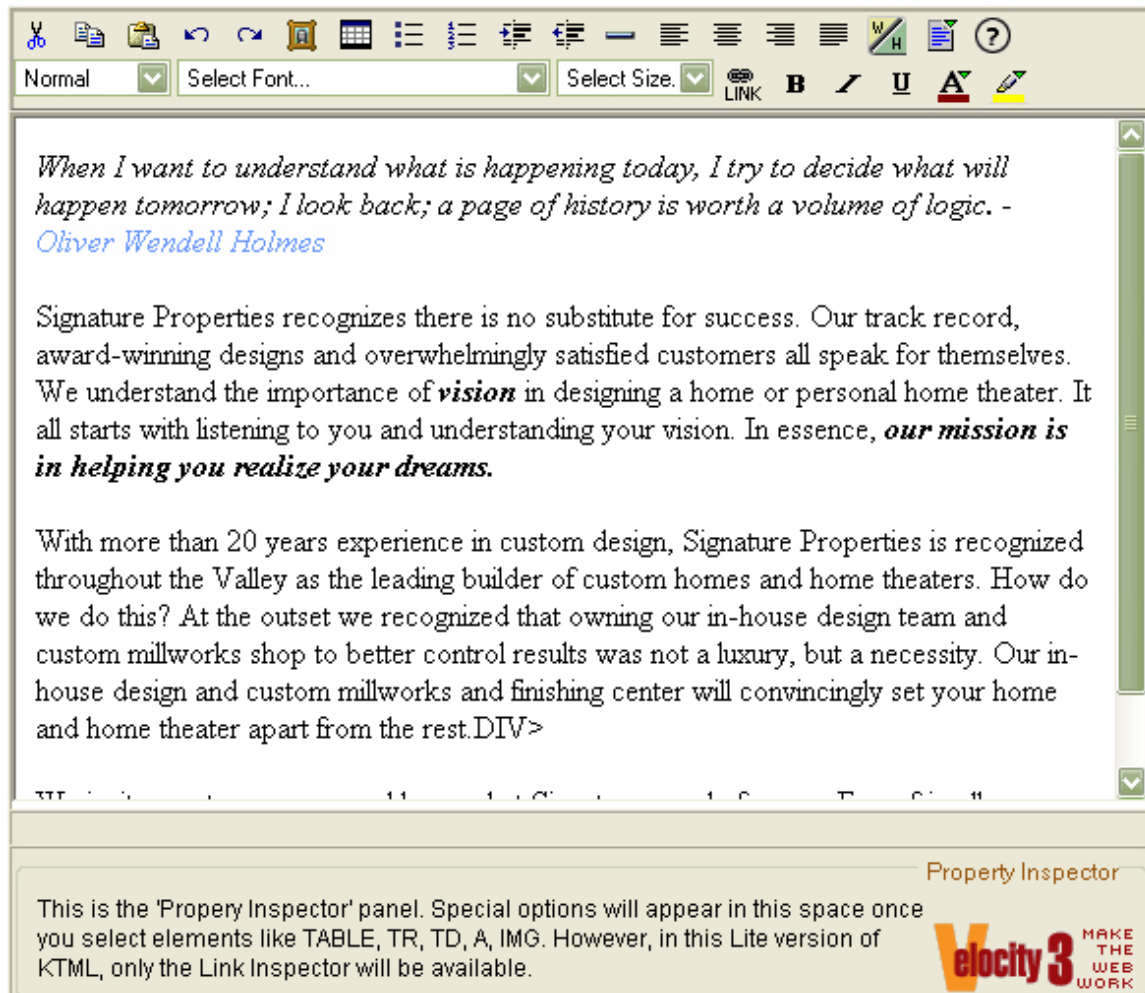 W
H
?
Normal
Select Font...
Select Size.
LINK
B
I
U
A
When I want to understand what is happening today, I try to decide what will
happen tomorrow; I look back; a page of history is worth a volume of logic. -
Oliver Wendell Holmes
Signature Properties recognizes there is no substitute for success. Our track record,
award-winning designs and overwhelmingly satisfied customers all speak for themselves.
We understand the importance of vision in designing a home or personal home theater. It
all starts with listening to you and understanding your vision. In essence, our mission is
in helping you realize your dreams.
With more than 20 years experience in custom design, Signature Properties is recognized
throughout the Valley as the leading builder of custom homes and home theaters. How do
we do this? At the outset we recognized that owning our in-house design team and
custom millworks shop to better control results was not a luxury, but a necessity. Our in-
house design and custom millworks and finishing center will convincingly set your home
and home theater apart from the rest.DIV>
Property Inspector
This is the 'Propery Inspector' panel. Special options will appear in this space once
you select elements like TABLE, TR, TD, A, IMG. However, in this Lite version of
KTML, only the Link Inspector will be available.
Velocity 3
MAKE
THE
WEB
WORK